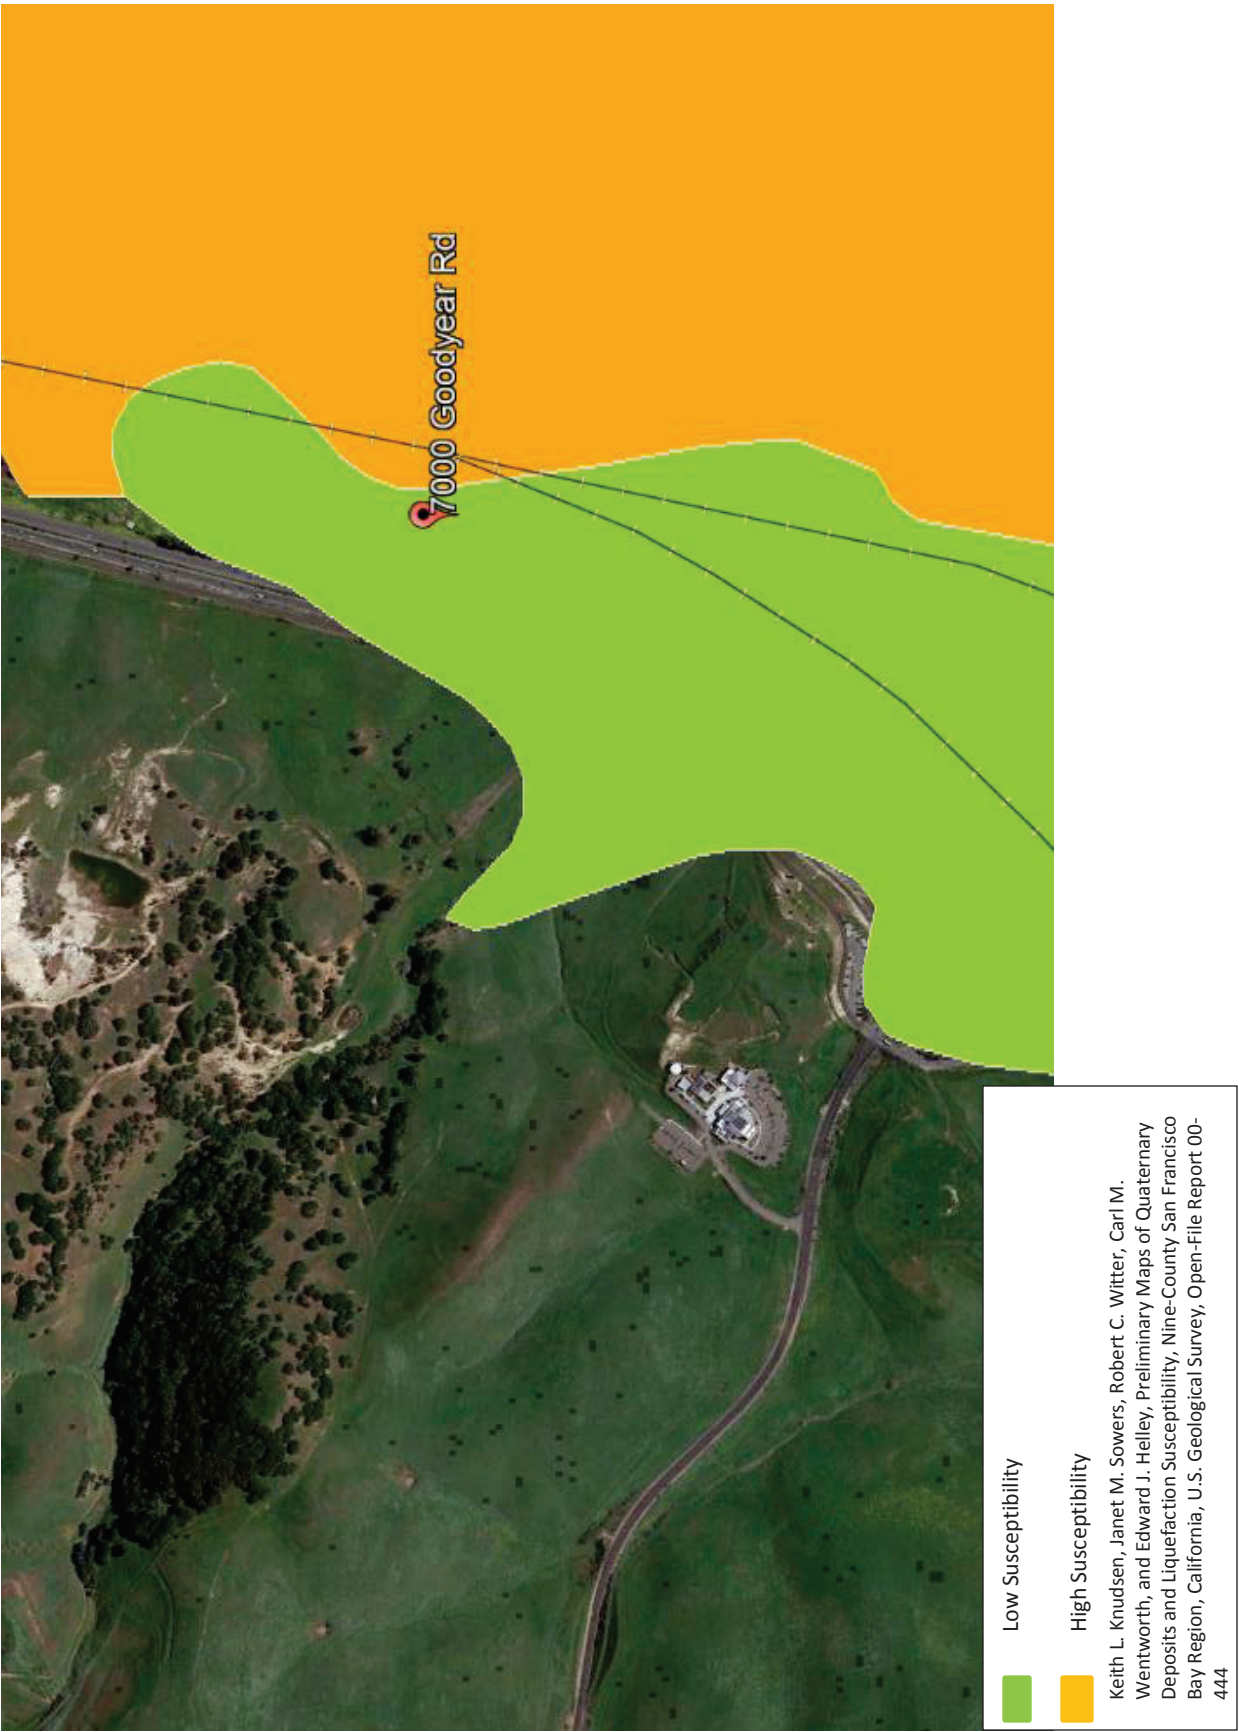 7000 Goodyear Rd
Low Susceptibility
High Susceptibility
Keith L. Knudsen, Janet M. Sowers, Robert C. Witter, Carl M.
Wentworth, and Edward J. Helley, Preliminary Maps of Quaternary
Deposits and Liquefaction Susceptibility, Nine-County San Francisco
Bay Region, California, U.S. Geological Survey, Open-File Report 00-
444